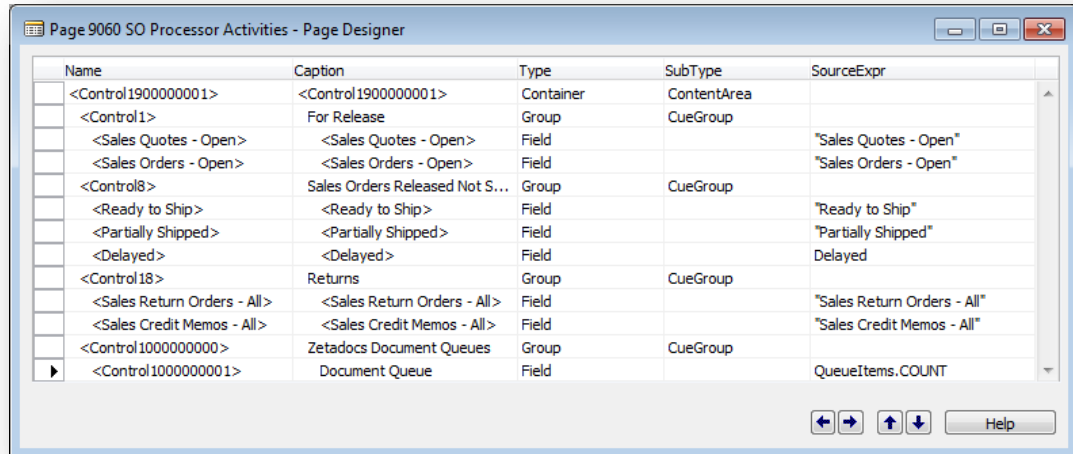 Page 9060 SO Processor Activities - Page Designer
Name Caption Type SubType SourceExpr
<Control1900000001> <Control1900000001> Container ContentArea
<Control1> For Release Group CueGroup
<Sales Quotes - Open> <Sales Quotes - Open> Field "Sales Quotes - Open"
<Sales Orders - Open> <Sales Orders - Open> Field "Sales Orders - Open"
<Control8> Sales Orders Released Not S... Group CueGroup
<Ready to Ship> <Ready to Ship> Field "Ready to Ship"
<Partially Shipped> <Partially Shipped> Field "Partially Shipped"
<Delayed> <Delayed> Field Delayed
<Control18> Returns Group CueGroup
<Sales Return Orders - All> <Sales Return Orders - All> Field "Sales Return Orders - All"
<Sales Credit Memos - All> <Sales Credit Memos - All> Field "Sales Credit Memos - All"
<Control1000000000> Zetadocs Document Queues Group CueGroup
<Control1000000001> Document Queue Field QueueItems.COUNT
Help